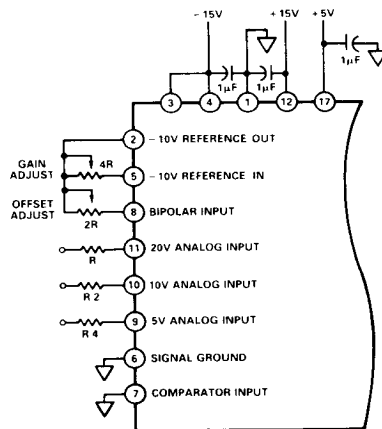 - 15V
+ 15V
+5V
1μF
1μF
1μF
3
4
1
12
17
2
- 10V REFERENCE OUT
GAIN ADJUST
4R
5
- 10V REFERENCE IN
OFFSET ADJUST
2R
8
BIPOLAR INPUT
R
11
20V ANALOG INPUT
R 2
10
10V ANALOG INPUT
R 4
9
5V ANALOG INPUT
6
SIGNAL GROUND
7
COMPARATOR INPUT